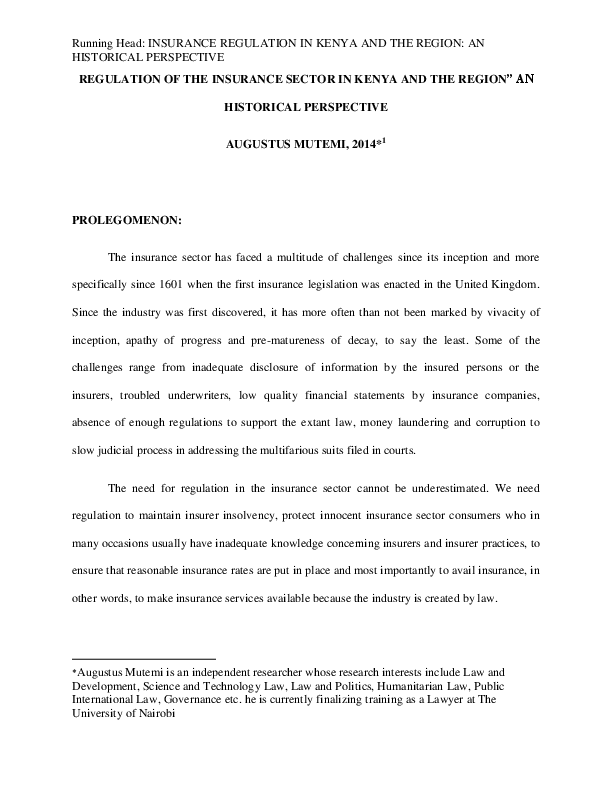 Running Head: INSURANCE REGULATION IN KENYA AND THE REGION: AN
HISTORICAL PERSPECTIVE
REGULATION OF THE INSURANCE SECTOR IN KENYA AND THE REGION” AN
HISTORICAL PERSPECTIVE
AUGUSTUS MUTEMI, 2014*1
PROLEGOMENON:
The insurance sector has faced a multitude of challenges since its inception and more
specifically since 1601 when the first insurance legislation was enacted in the United Kingdom.
Since the industry was first discovered, it has more often than not been marked by vivacity of
inception, apathy of progress and pre-matureness of decay, to say the least. Some of the
challenges range from inadequate disclosure of information by the insured persons or the
insurers, troubled underwriters, low quality financial statements by insurance companies,
absence of enough regulations to support the extant law, money laundering and corruption to
slow judicial process in addressing the multifarious suits filed in courts.
The need for regulation in the insurance sector cannot be underestimated. We need
regulation to maintain insurer insolvency, protect innocent insurance sector consumers who in
many occasions usually have inadequate knowledge concerning insurers and insurer practices, to
ensure that reasonable insurance rates are put in place and most importantly to avail insurance, in
other words, to make insurance services available because the industry is created by law.
*Augustus Mutemi is an independent researcher whose research interests include Law and
Development, Science and Technology Law, Law and Politics, Humanitarian Law, Public
International Law, Governance etc. he is currently finalizing training as a Lawyer at The
University of Nairobi